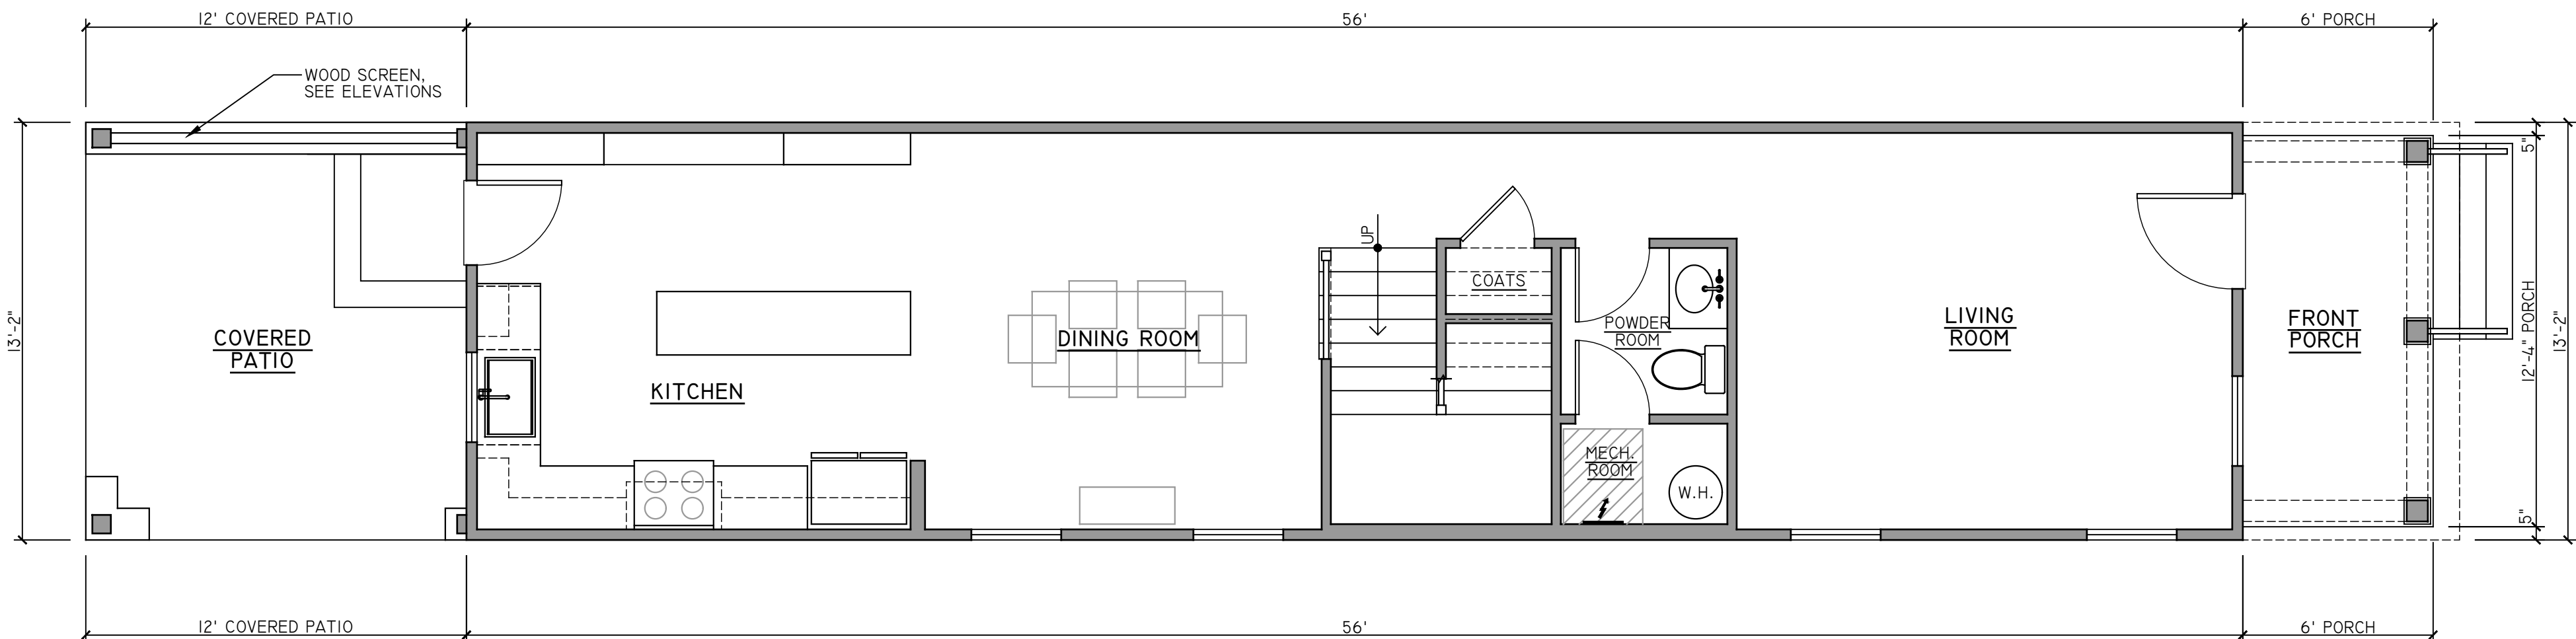 12' COVERED PATIO
56'
6' PORCH
WOOD SCREEN,
SEE ELEVATIONS
5"
UP
COATS
POWDER
ROOM
13'-2"
COVERED
PATIO
KITCHEN
DINING ROOM
LIVING
ROOM
FRONT
PORCH
12'-4" PORCH
13'-2"
MECH.
ROOM
W.H.
5"
12' COVERED PATIO
56'
6' PORCH